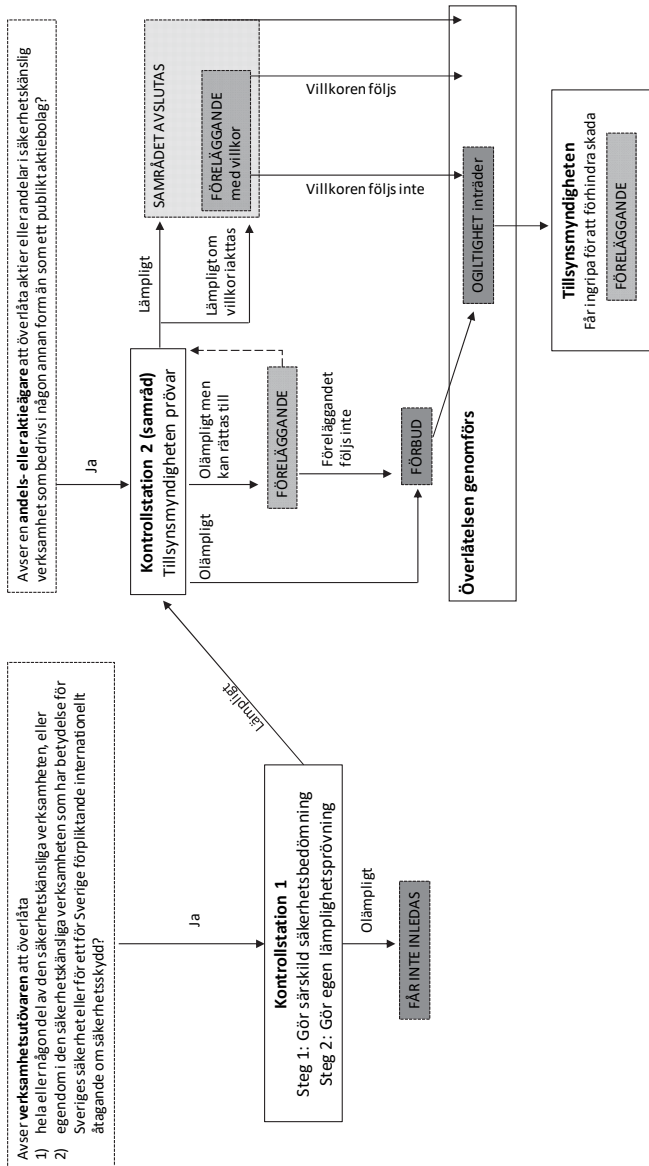 Avser verksamhetsutövaren att överlåta
1) hela eller någon del av den säkerhetskänsliga verksamheten, eller
2) egendom i den säkerhetskänsliga verksamheten som har betydelse för
Sveriges säkerhet eller för ett för Sverige förpliktande internationellt
åtagande om säkerhetsskydd?
Ja
Kontrollstation 1
Steg 1: Gör särskild säkerhetsbedömning
Steg 2: Gör egen lämplighetsprövning
Olämpligt
FÅR INTE INLEDAS
Lämpligt
Avser en andels- eller aktieägare att överlåta aktier eller andelar i säkerhetskänslig
verksamhet som bedrivs i någon annan form än som ett publikt aktiebolag?
Ja
Kontrollstation 2 (samråd)
Tillsynsmyndigheten prövar
Olämpligt
Olämpligt men
kan rättas till
FÖRELÄGGANDE
Föreläggandet
följs inte
FÖRBUD
Lämpligt
Lämpligt om
villkor iakttas
SAMRÅDET AVSLUTAS
FÖRELÄGGANDE
med villkor
Villkoren följs inte
Villkoren följs
Överlåtelsen genomförs
OGILTIGHET inträder
Tillsynsmyndigheten
Får ingripa för att förhindra skada
FÖRELÄGGANDE